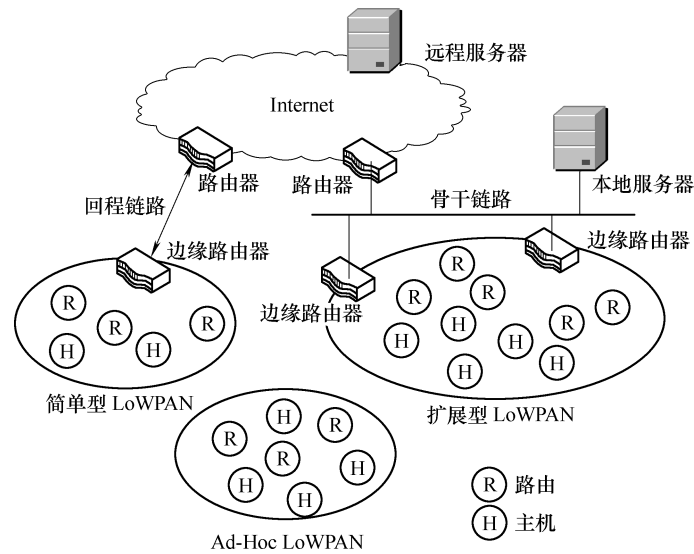 远程服务器
Internet
路由器
路由器
本地服务器
回程链路
骨干链路
边缘路由器
边缘路由器
边缘路由器
R
R
R
H
H
R
R
R
R
R
H
H
H
H
H
简单型 LoWPAN
扩展型 LoWPAN
H
R
R
R
H
H
H
R 路由
H 主机
Ad-Hoc LoWPAN